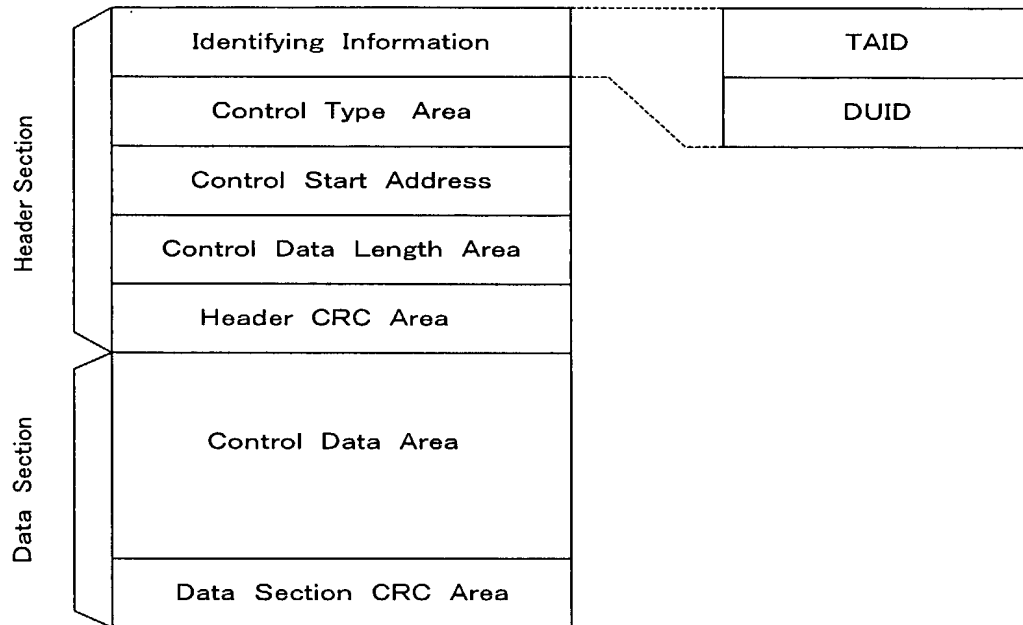 Identifying Information
TAID
Control Type Area
DUID
Control Start Address
Control Data Length Area
Header CRC Area
Header Section
Control Data Area
Data Section CRC Area
Data Section